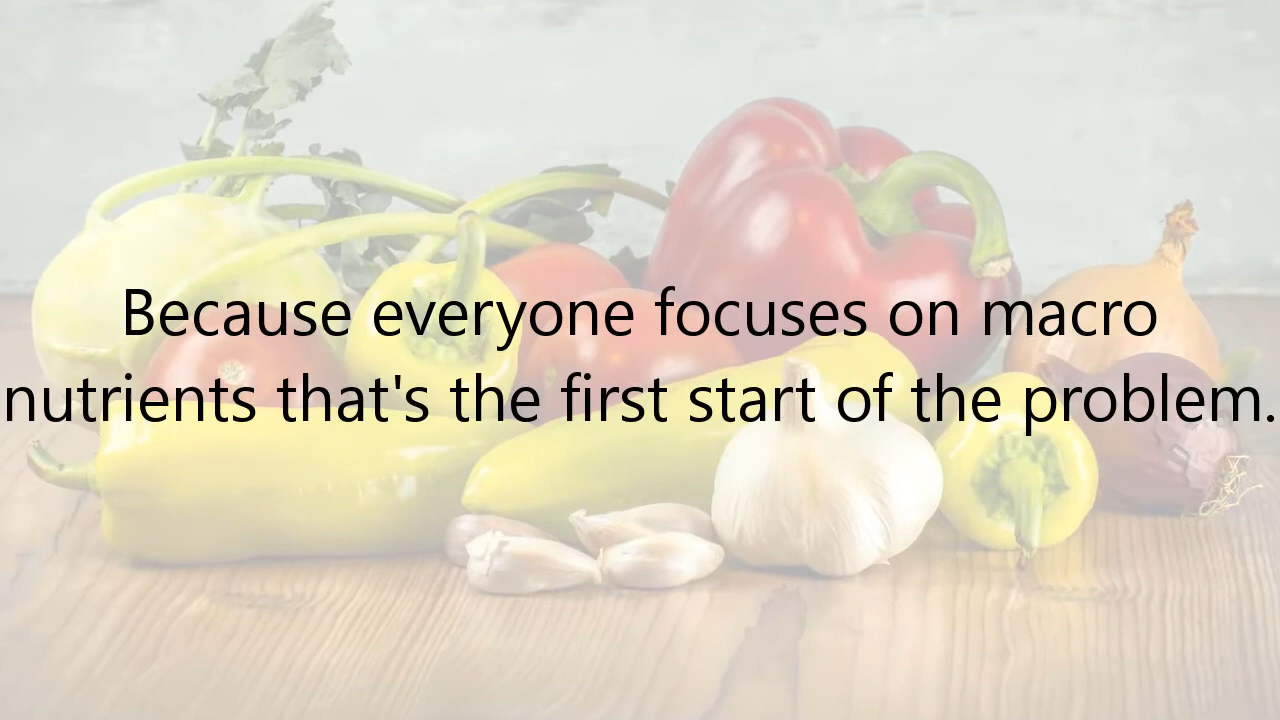 Because everyone focuses on macro
nutrients that's the first start of the problem.